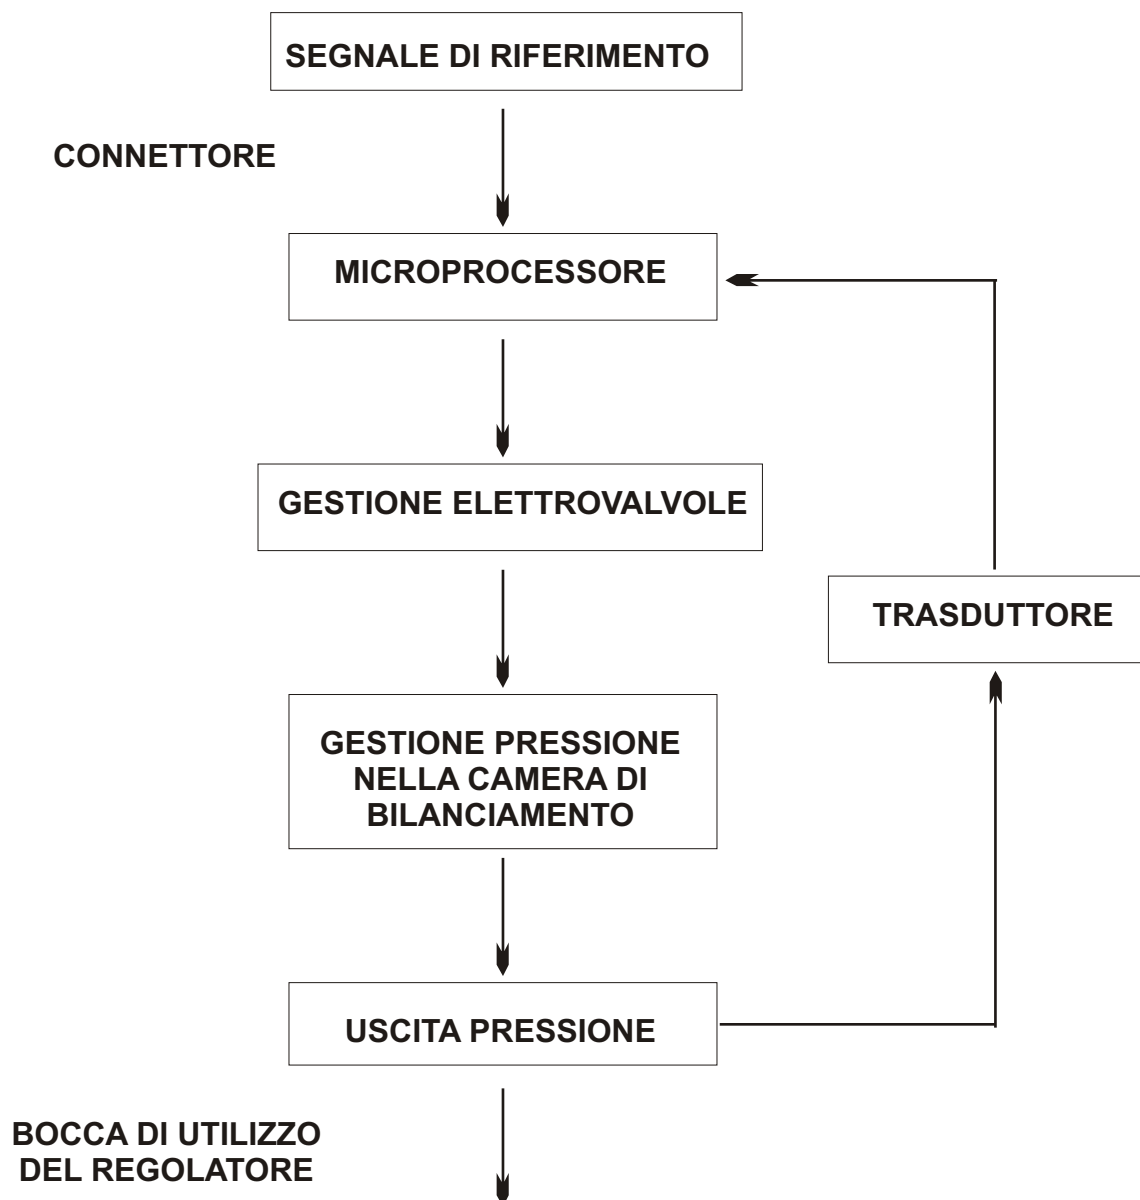 SEGNALE DI RIFERIMENTO
CONNETTORE
MICROPROCESSORE
GESTIONE ELETTROVALVOLE
TRASDUTTORE
GESTIONE PRESSIONE
NELLA CAMERA DI
BILANCIAMENTO
USCITA PRESSIONE
BOCCA DI UTILIZZO
DEL REGOLATORE